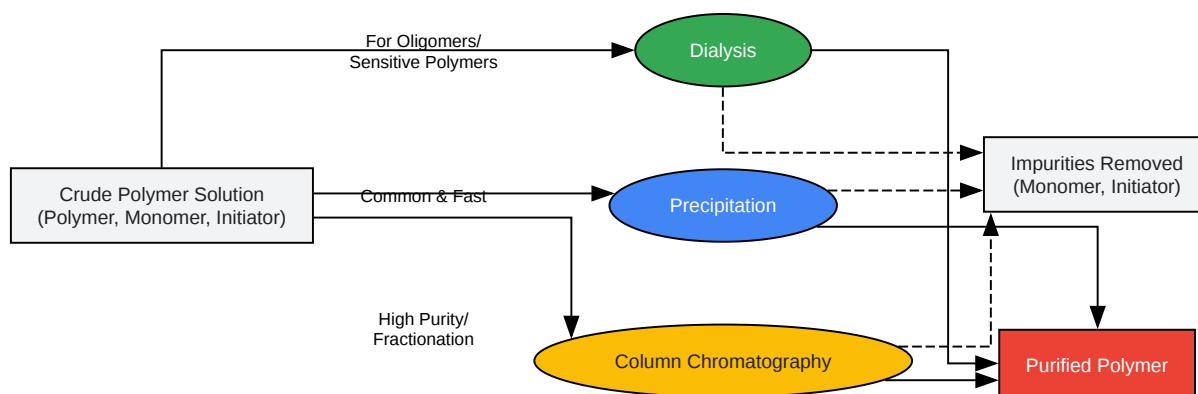 For Oligomers/
Sensitive Polymers
Dialysis
Crude Polymer Solution
(Polymer, Monomer, Initiator)
Common & Fast
Precipitation
Impurities Removed
(Monomer, Initiator)
High Purity/
Fractionation
Column Chromatography
Purified Polymer